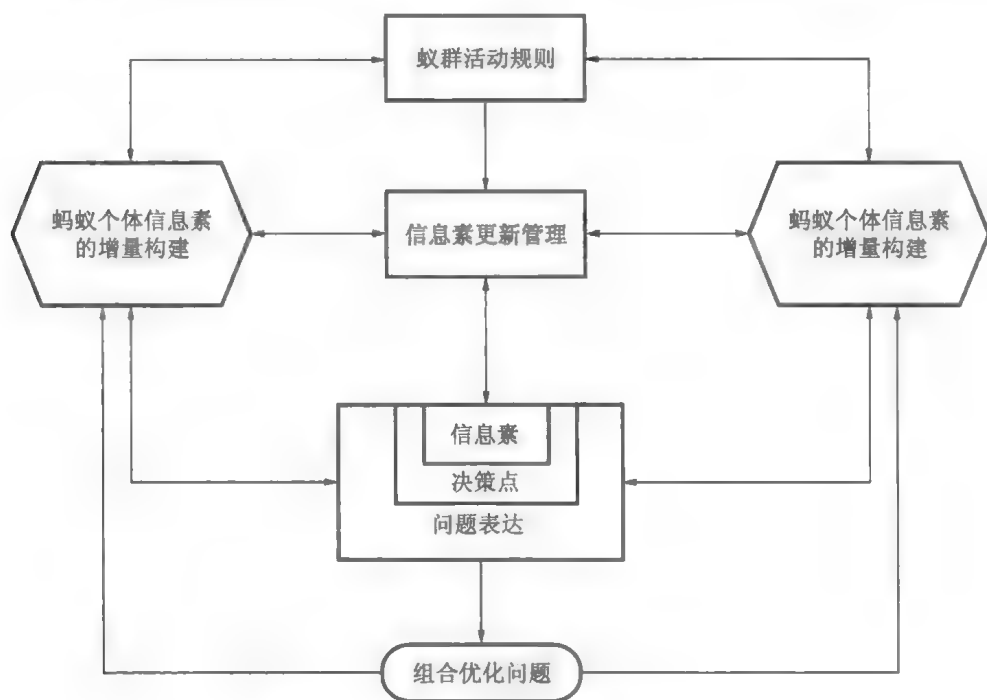 蚁群活动规则
蚂蚁个体信息素
的增量构建
信息素更新管理
蚂蚁个体信息素
的增量构建
信息素
决策点
问题表达
组合优化问题